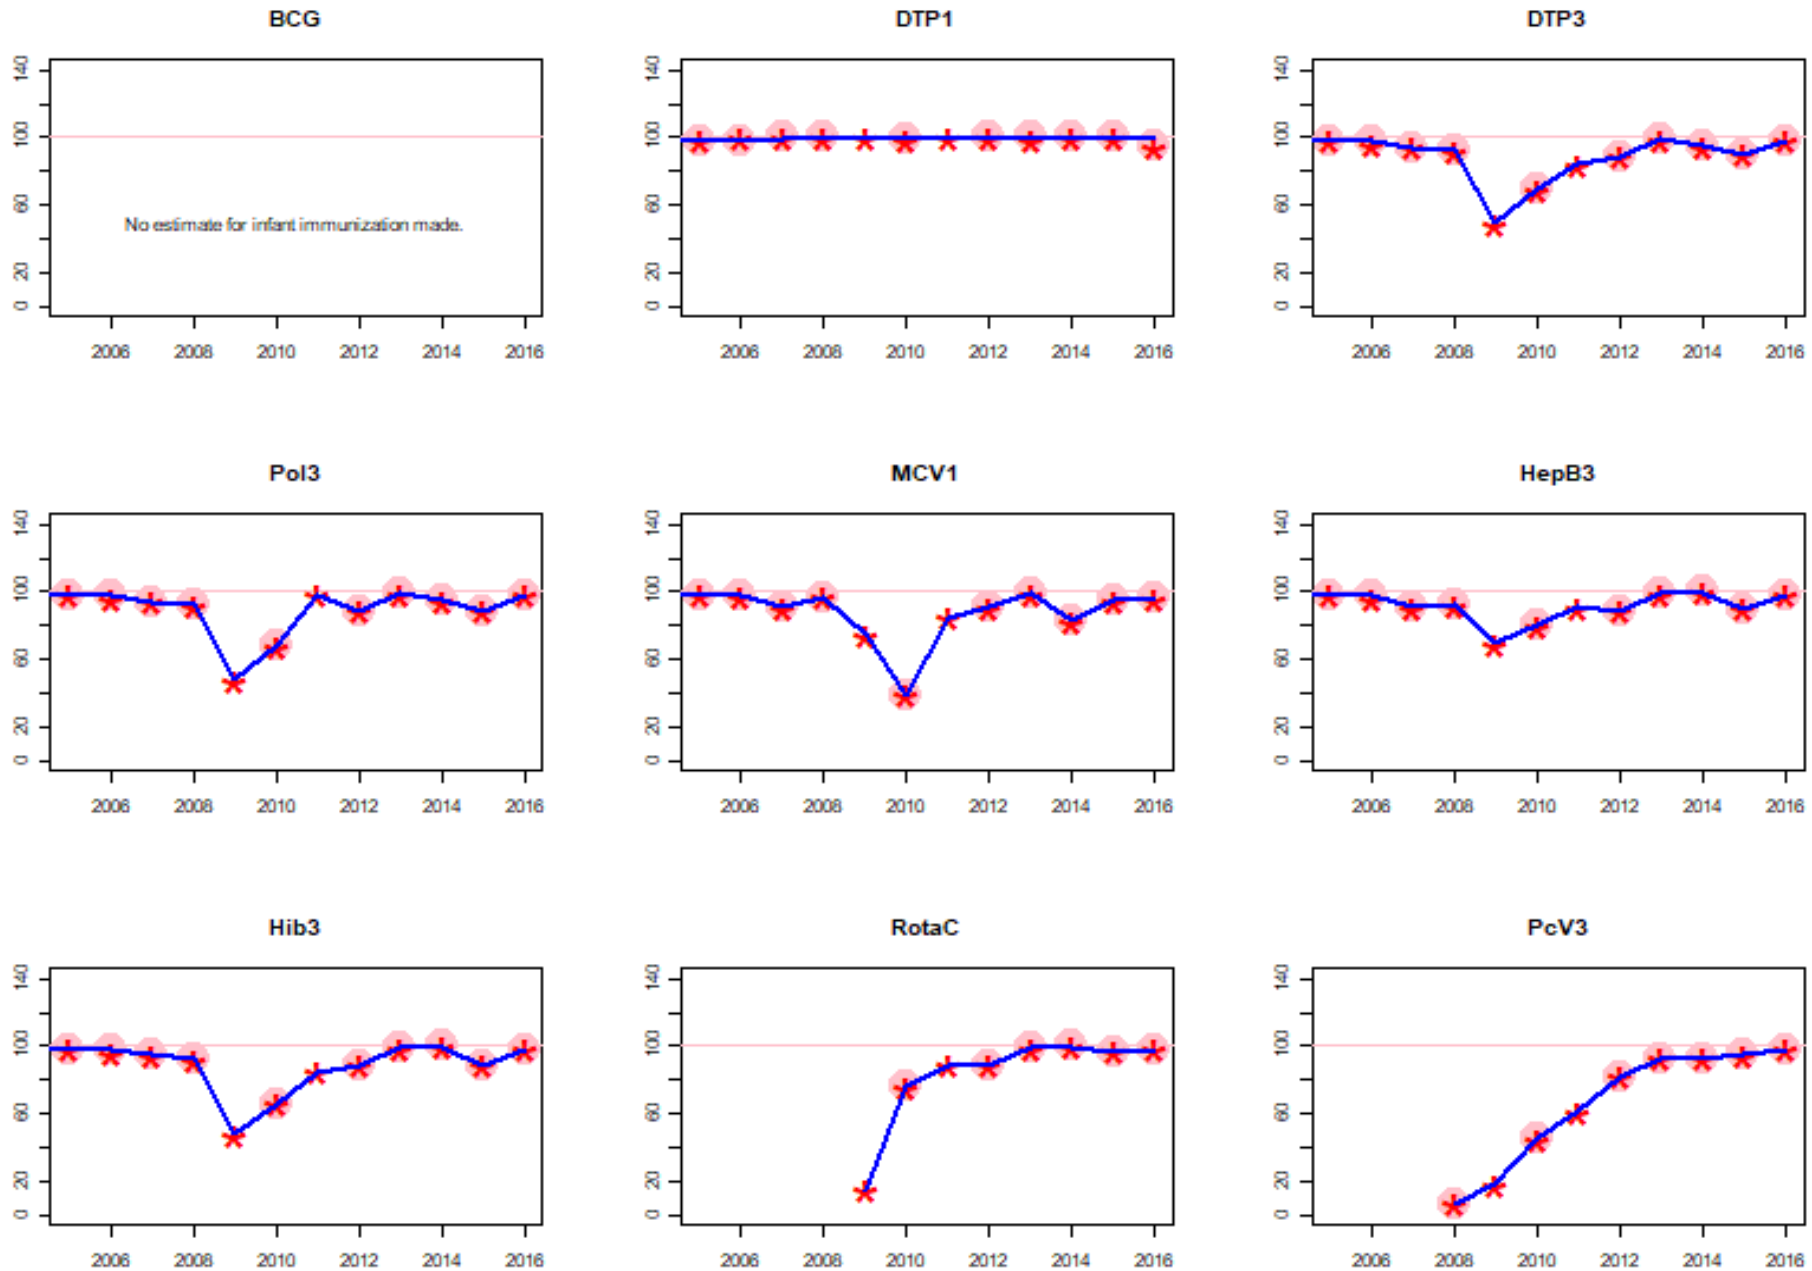 BCG DTP1 DTP3
140 140 140
100 100 100
60 60 60
No estimate for infant immunization made.
20 20 20
0 0 0
2006 2008 2010 2012 2014 2016 2006 2008 2010 2012 2014 2016 2006 2008 2010 2012 2014 2016
Pol3 MCV1 HepB3
140 140 140
100 100 100
60 60 60
20 20 20
0 0 0
2006 2008 2010 2012 2014 2016 2006 2008 2010 2012 2014 2016 2006 2008 2010 2012 2014 2016
Hib3 RotaC PcV3
140 140 140
100 100 100
60 60 60
20 20 20
0 0 0
2006 2008 2010 2012 2014 2016 2006 2008 2010 2012 2014 2016 2006 2008 2010 2012 2014 2016